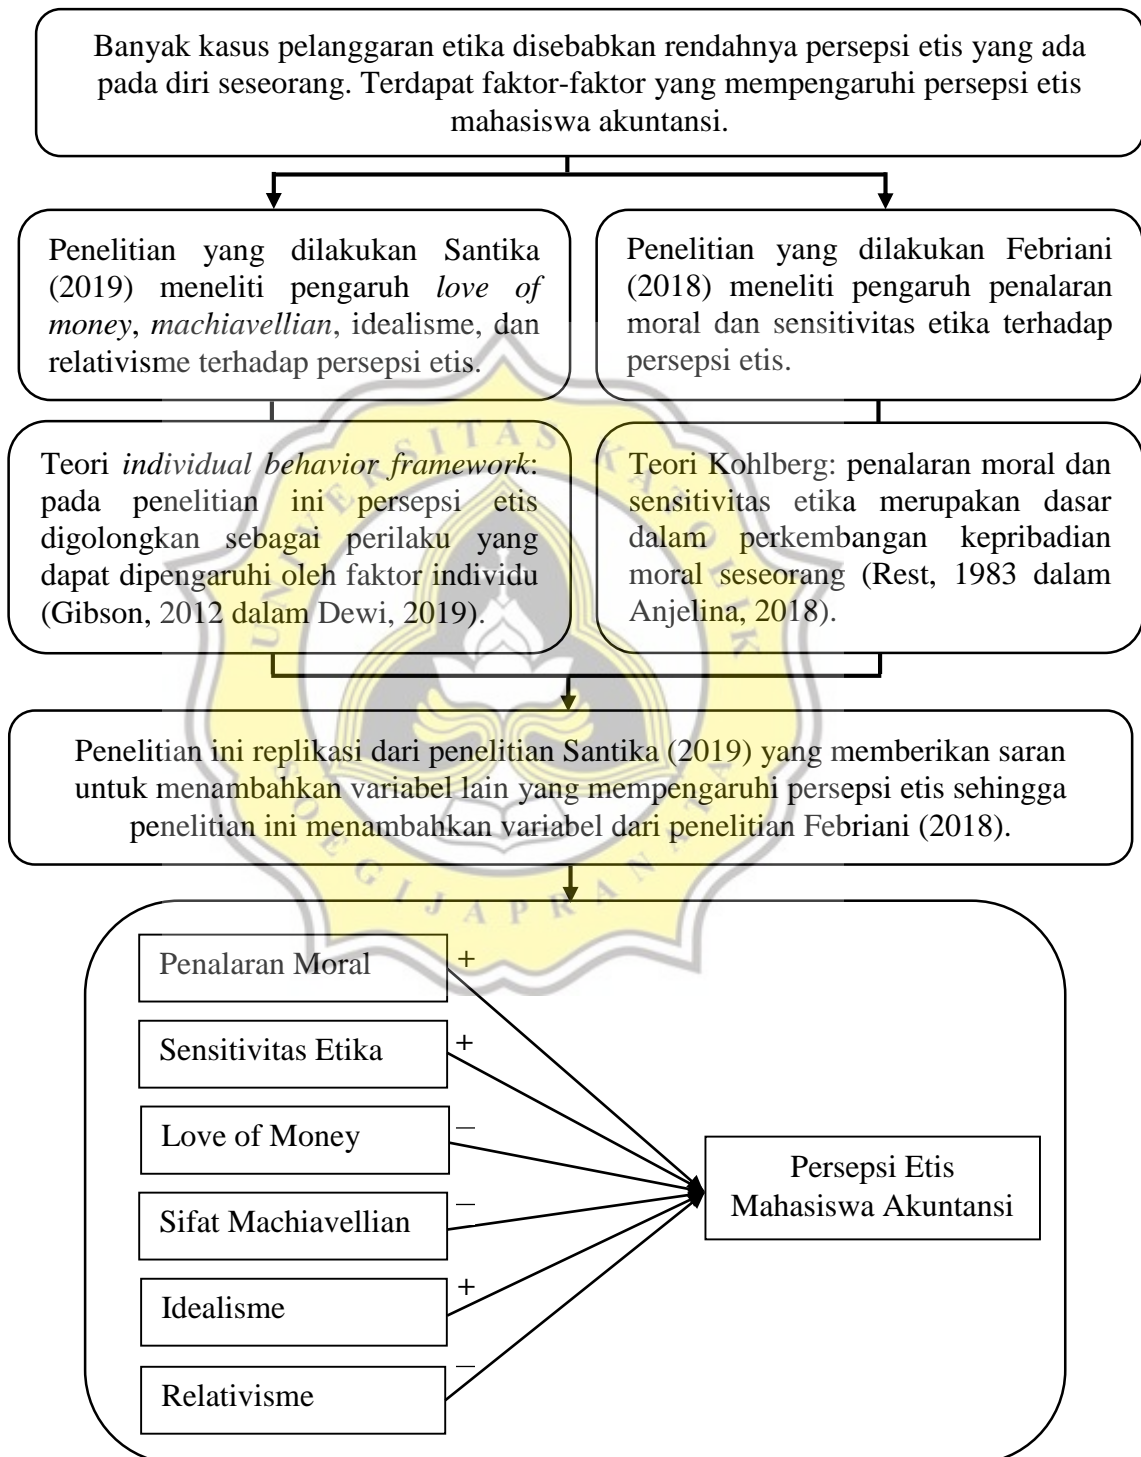 Banyak kasus pelanggaran etika disebabkan rendahnya persepsi etis yang ada
pada diri seseorang. Terdapat faktor-faktor yang mempengaruhi persepsi etis
mahasiswa akuntansi.
Penelitian yang dilakukan Santika
(2019) meneliti pengaruh love of
money, machiavellian, idealisme, dan
relativisme terhadap persepsi etis.
Penelitian yang dilakukan Febriani
(2018) meneliti pengaruh penalaran
moral dan sensitivitas etika terhadap
persepsi etis.
Teori individual behavior framework:
pada penelitian ini persepsi etis
digolongkan sebagai perilaku yang
dapat dipengaruhi oleh faktor individu
(Gibson, 2012 dalam Dewi, 2019).
Teori Kohlberg: penalaran moral dan
sensitivitas etika merupakan dasar
dalam perkembangan kepribadian
moral seseorang (Rest, 1983 dalam
Anjelina, 2018).
Penelitian ini replikasi dari penelitian Santika (2019) yang memberikan saran
untuk menambahkan variabel lain yang mempengaruhi persepsi etis sehingga
penelitian ini menambahkan variabel dari penelitian Febriani (2018).
Penalaran Moral +
Sensitivitas Etika +
Love of Money –
Sifat Machiavellian –
Idealisme +
Relativisme –
Persepsi Etis
Mahasiswa Akuntansi
UNIVERSITAS KATOLIK
SOEGIJAPRANATA